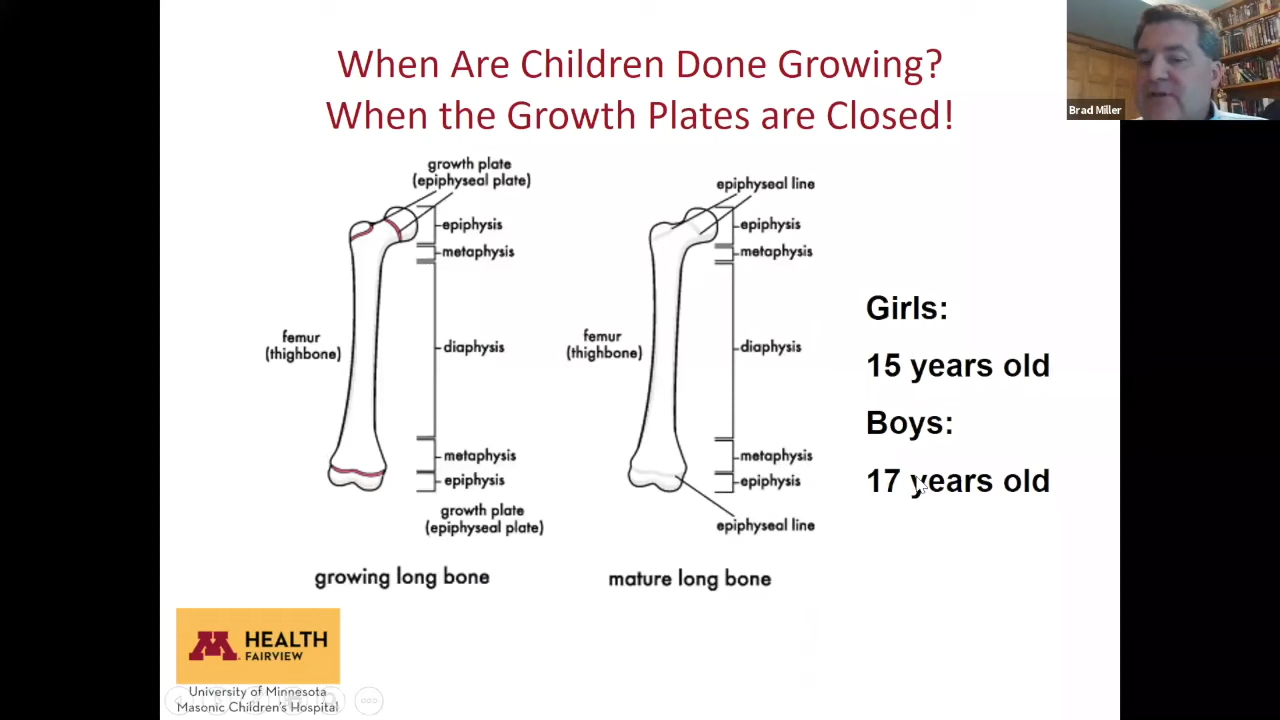 When Are Children Done Growing?
When the Growth Plates are Closed!
Brad Miller
growth plate
(epiphyseal plate)
epiphysis
metaphysis
femur
(thighbone)
diaphysis
metaphysis
epiphysis
growth plate
(epiphyseal plate)
growing long bone
epiphyseal line
epiphysis
metaphysis
femur
(thighbone)
diaphysis
metaphysis
epiphysis
epiphyseal line
mature long bone
Girls:
15 years old
Boys:
17 years old
M HEALTH
FAIRVIEW
University of Minnesota
Masonic Children's Hospital